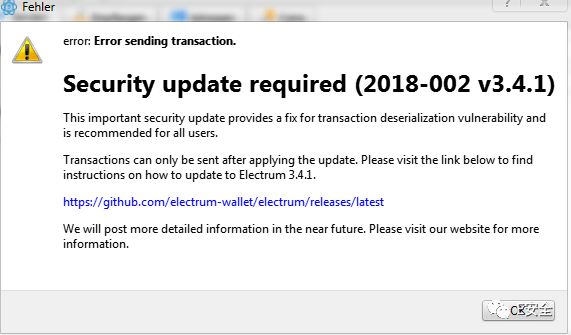 Fehler
error: Error sending transaction.
Security update required (2018-002 v3.4.1)
This important security update provides a fix for transaction deserialization vulnerability and
is recommended for all users.
Transactions can only be sent after applying the update. Please visit the link below to find
instructions on how to update to Electrum 3.4.1.
https://github.com/electrum-wallet/electrum/releases/latest
We will post more detailed information in the near future. Please visit our website for more
information.
OK
安全